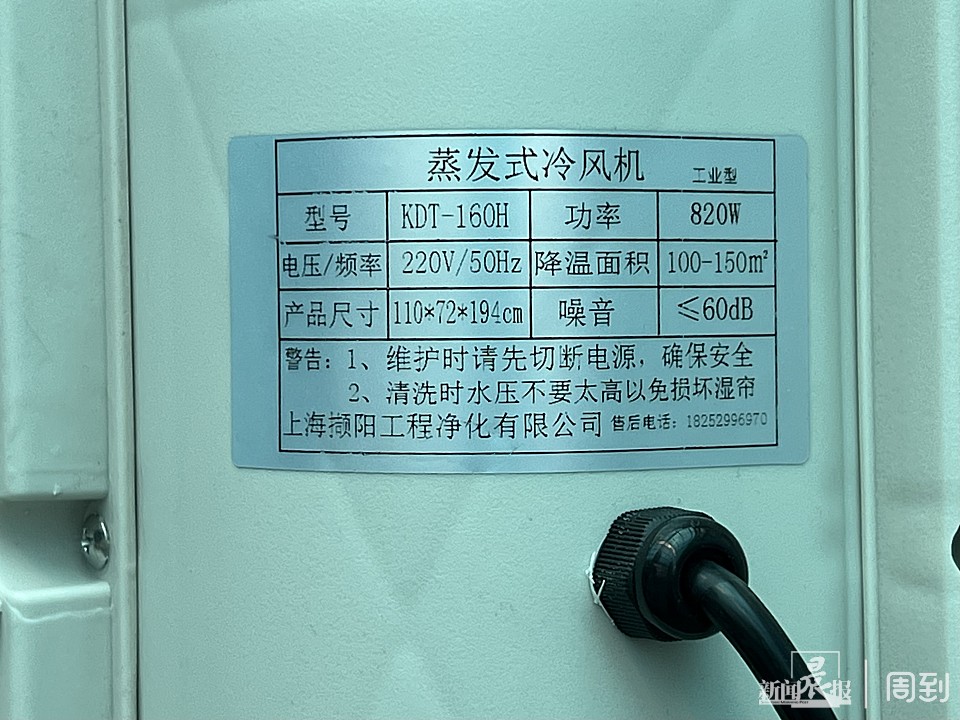 蒸发式冷风机 工业型
型号 KDT-160H 功率 820W
电压/频率 220V/50Hz 降温面积 100-150m²
产品尺寸 110*72*194cm 噪音 ≤60dB
警告：1、维护时请先切断电源，确保安全
2、清洗时水压不要太高以免损坏湿帘
上海撷阳工程净化有限公司 售后电话：18252996970
新闻晨报 周到